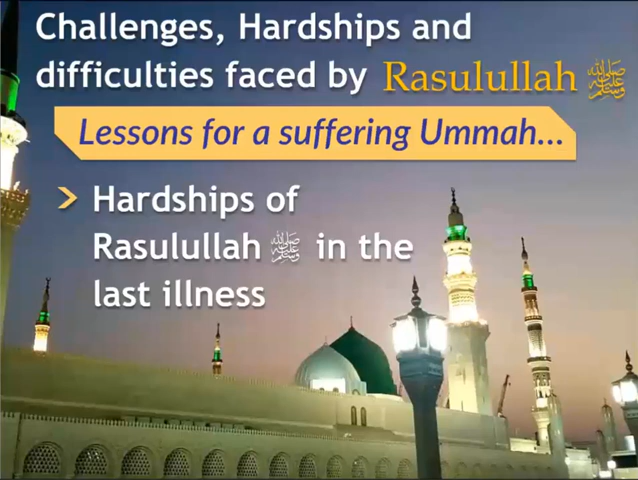 Challenges, Hardships and
difficulties faced by Rasulullah ﷺ
Lessons for a suffering Ummah...
Hardships of
Rasulullah ﷺ in the
last illness